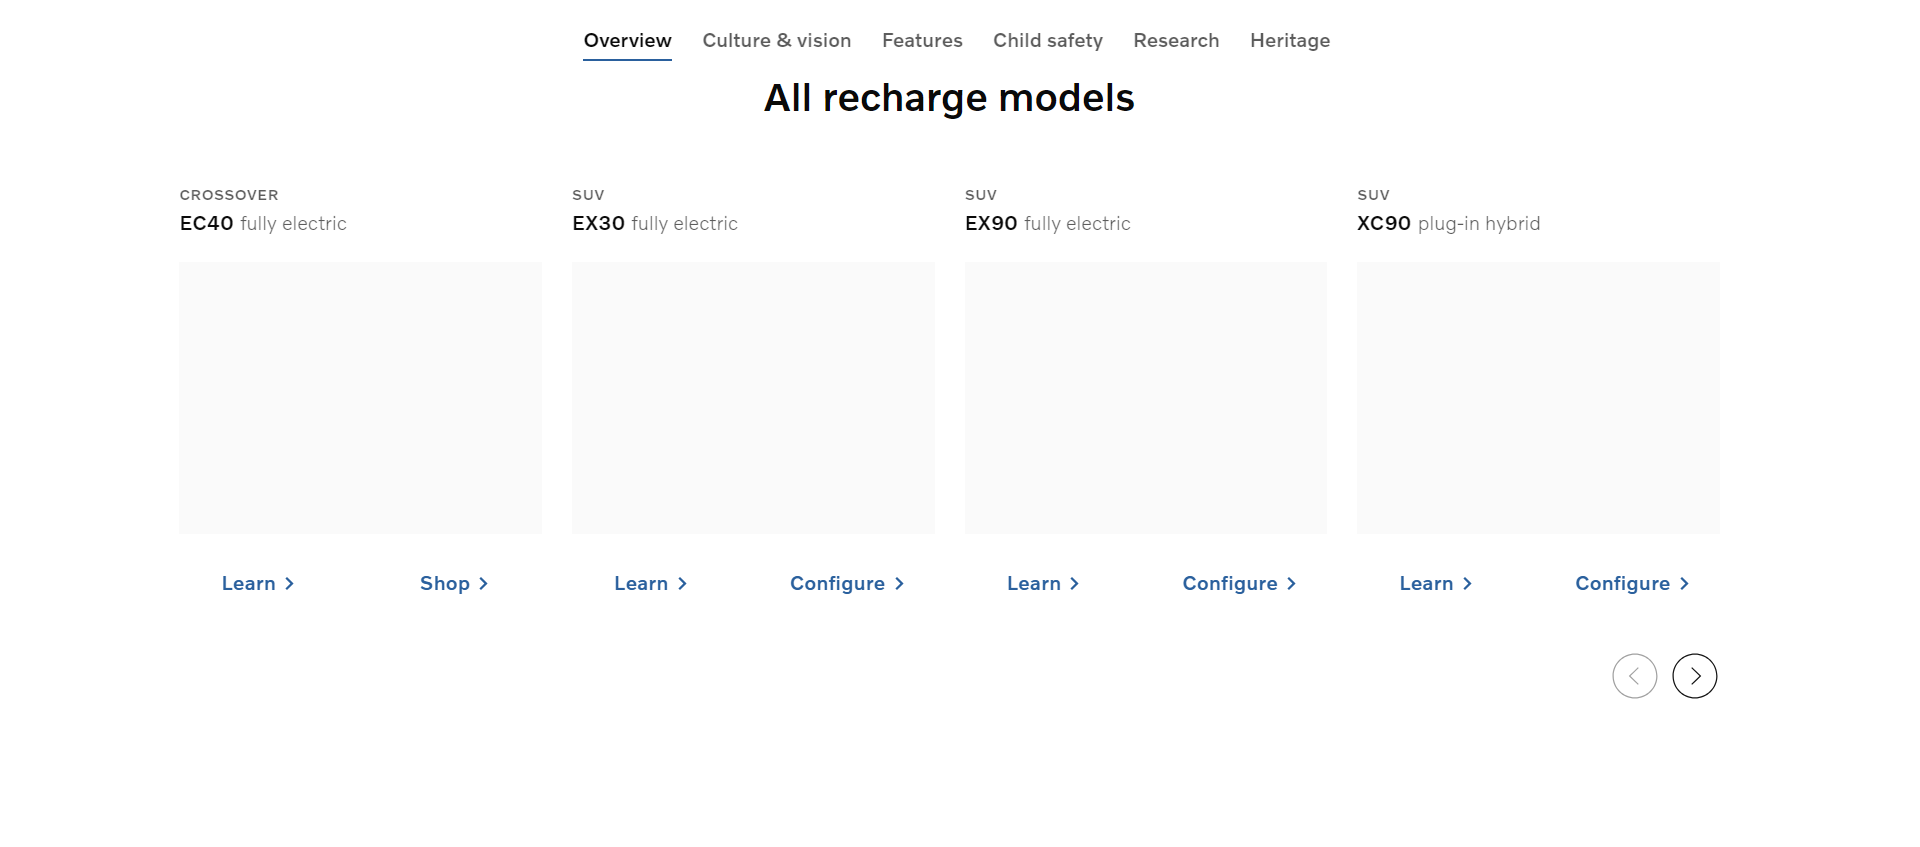 Overview Culture & vision Features Child safety Research Heritage
All recharge models
CROSSOVER
EC40 fully electric
SUV
EX30 fully electric
SUV
EX90 fully electric
SUV
XC90 plug-in hybrid
Learn Shop
Learn Configure
Learn Configure
Learn Configure